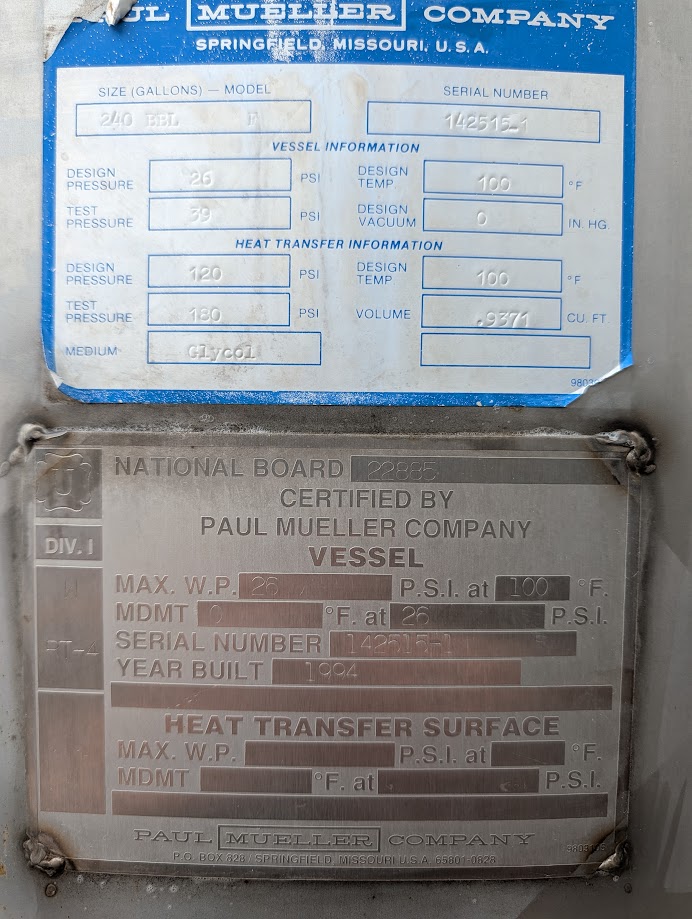 MUELLER COMPANY
SPRINGFIELD, MISSOURI, U.S.A.
SIZE (GALLONS) — MODEL SERIAL NUMBER
240 BBL F 142515-1
VESSEL INFORMATION
DESIGN PRESSURE 26 PSI DESIGN TEMP 100 °F
TEST PRESSURE 39 PSI DESIGN VACUUM 0 IN. HG.
HEAT TRANSFER INFORMATION
DESIGN PRESSURE 120 PSI DESIGN TEMP 100 °F
TEST PRESSURE 180 PSI VOLUME .9371 CU. FT.
MEDIUM Glycol
NATIONAL BOARD 22885
CERTIFIED BY
PAUL MUELLER COMPANY
DIV. 1
VESSEL
W MAX. W.P. 26 P.S.I. at 100 °F.
MDMT 0 °F. at 26 P.S.I.
RT-4 SERIAL NUMBER 142515-1
YEAR BUILT 1994
HEAT TRANSFER SURFACE
MAX. W.P. P.S.I. at °F.
MDMT °F. at P.S.I.
PAUL MUELLER COMPANY
P.O. BOX 828 / SPRINGFIELD, MISSOURI U.S.A. 65801-0828